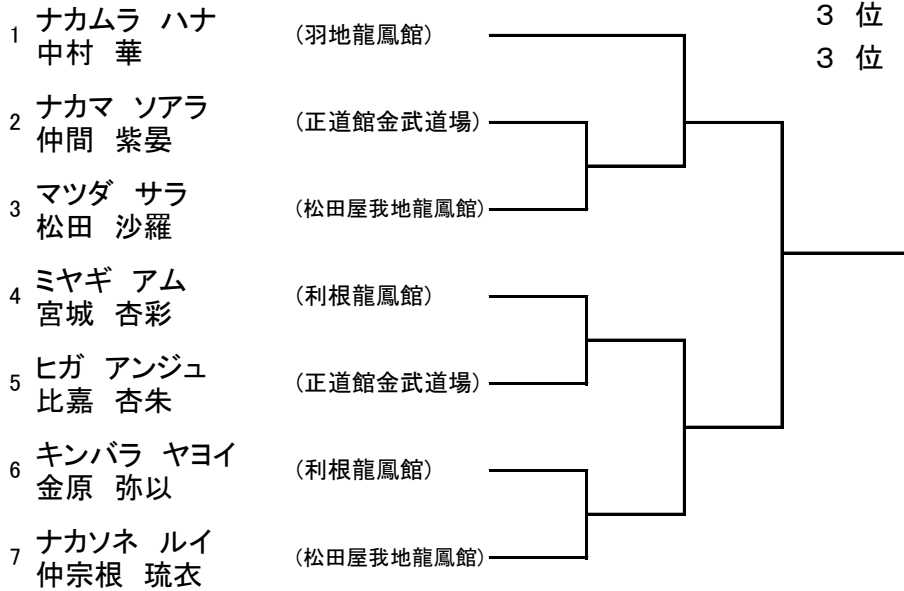 3 位
3 位
1 ナカムラ ハナ
中村 華 (羽地龍鳳館)
2 ナカマ ソアラ
仲間 紫晏 (正道館金武道場)
3 マツダ サラ
松田 沙羅 (松田屋我地龍鳳館)
4 ミヤギ アム
宮城 杏彩 (利根龍鳳館)
5 ヒガ アンジュ
比嘉 杏朱 (正道館金武道場)
6 キンバラ ヤヨイ
金原 弥以 (利根龍鳳館)
7 ナカソネ ルイ
仲宗根 琉衣 (松田屋我地龍鳳館)